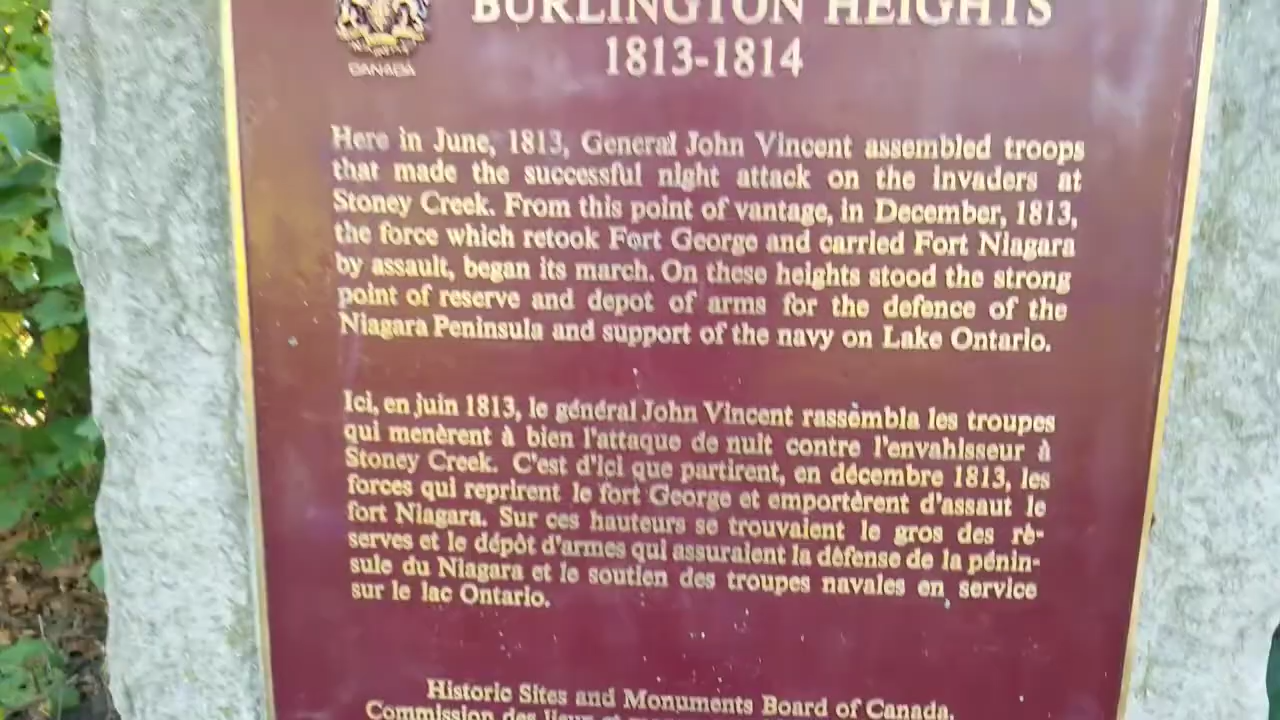 BURLINGTON HEIGHTS
1813-1814
CANADA
Here in June, 1813, General John Vincent assembled troops
that made the successful night attack on the invaders at
Stoney Creek. From this point of vantage, in December, 1813,
the force which retook Fort George and carried Fort Niagara
by assault, began its march. On these heights stood the strong
point of reserve and depot of arms for the defence of the
Niagara Peninsula and support of the navy on Lake Ontario.
Ici, en juin 1813, le général John Vincent rassembla les troupes
qui menèrent à bien l'attaque de nuit contre l'envahisseur à
Stoney Creek. C'est d'ici que partirent, en décembre 1813, les
forces qui reprirent le fort George et emportèrent d'assaut le
fort Niagara. Sur ces hauteurs se trouvaient le gros des ré-
serves et le dépôt d'armes qui assuraient la défense de la pénin-
sule du Niagara et le soutien des troupes navales en service
sur le lac Ontario.
Historic Sites and Monuments Board of Canada.
Commission des lieux et